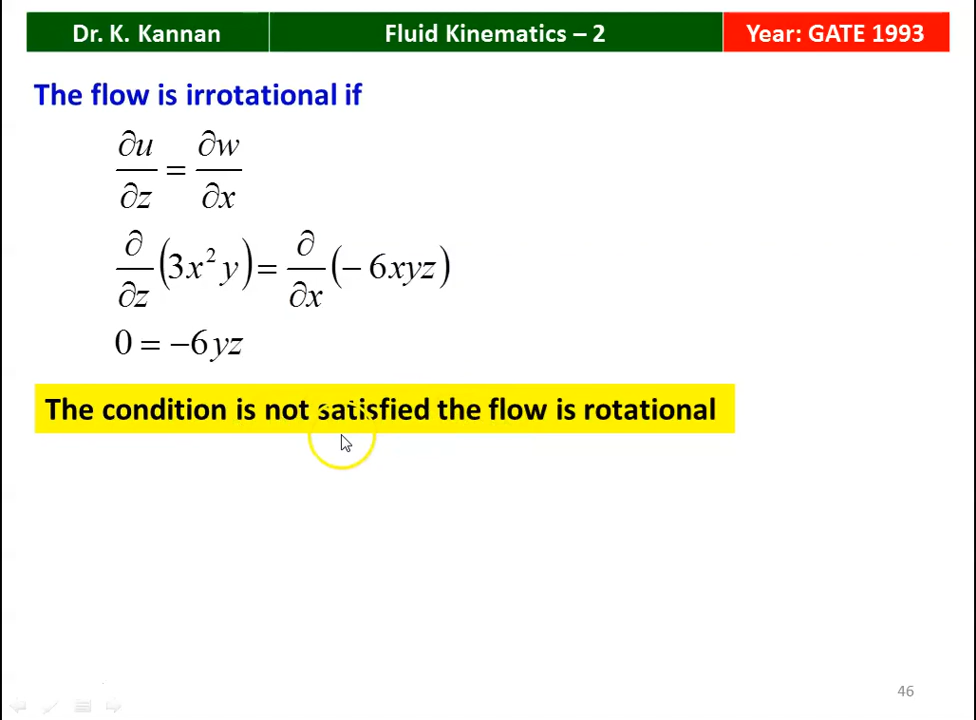 Dr. K. Kannan Fluid Kinematics – 2 Year: GATE 1993
The flow is irrotational if
∂u/∂z = ∂w/∂x
∂/∂z (3x²y) = ∂/∂x (− 6xyz)
0 = −6yz
The condition is not satisfied the flow is rotational
46